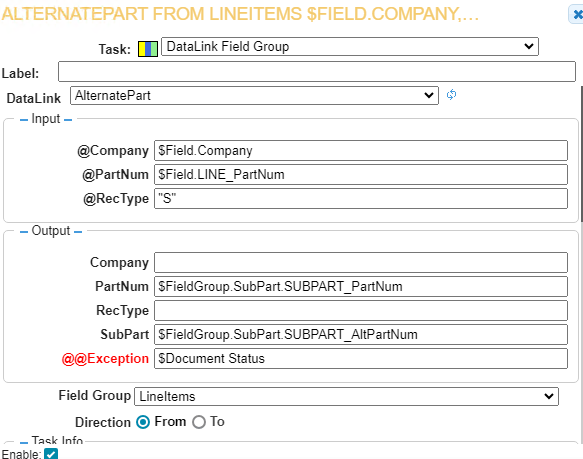 ALTERNATEPART FROM LINEITEMS $FIELD.COMPANY,...
Task: DataLink Field Group
Label:
DataLink AlternatePart
Input
@Company $Field.Company
@PartNum $Field.LINE_PartNum
@RecType "S"
Output
Company
PartNum $FieldGroup.SubPart.SUBPART_PartNum
RecType
SubPart $FieldGroup.SubPart.SUBPART_AltPartNum
@@Exception $Document Status
Field Group LineItems
Direction From To
Task Info
Enable: